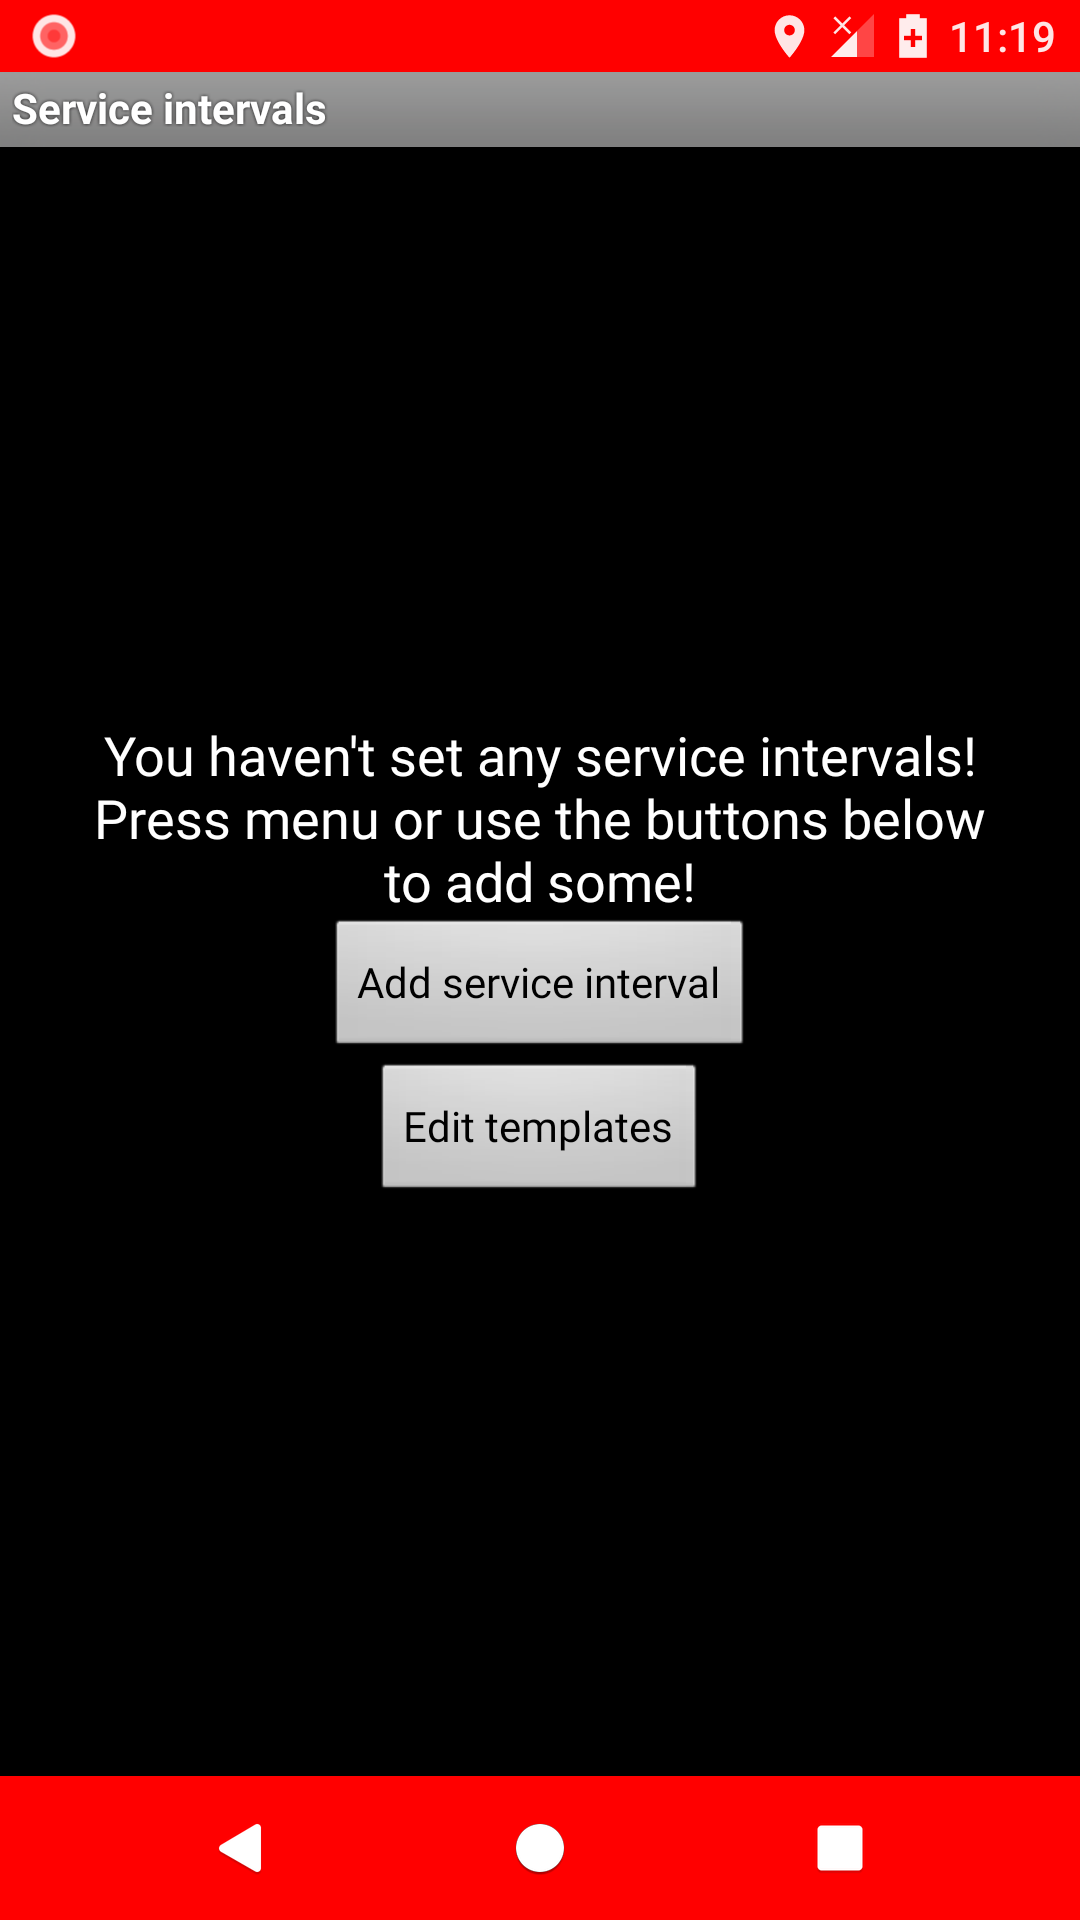 11:19
Service intervals
You haven't set any service intervals!
Press menu or use the buttons below
to add some!
Add service interval
Edit templates